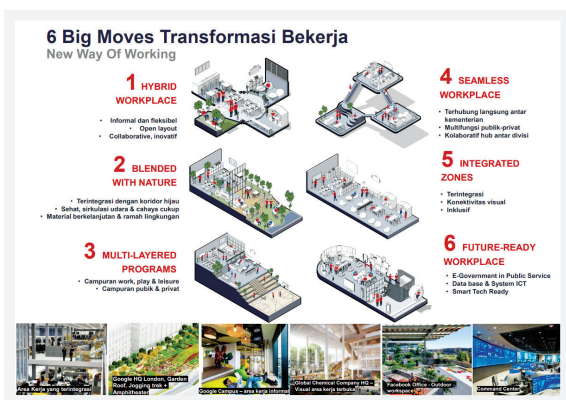 6 Big Moves Transformasi Bekerja
New Way Of Working
1 HYBRID
WORKPLACE
• Informal dan fleksibel
• Open layout
• Collaborative, inovatif
2 BLENDED
WITH NATURE
• Terintegrasi dengan koridor hijau
• Sehat, sirkulasi udara & cahaya cukup
• Material berkelanjutan & ramah lingkungan
3 MULTI-LAYERED
PROGRAMS
• Campuran work, play & leisure
• Campuran pubik & privat
4 SEAMLESS
WORKPLACE
• Terhubung langsung antar
kementerian
• Multifungsi publik-privat
• Kolaboratif hub antar divisi
5 INTEGRATED
ZONES
• Terintegrasi
• Konektivitas visual
• Inklusif
6 FUTURE-READY
WORKPLACE
• E-Government in Public Service
• Data base & System ICT
• Smart Tech Ready
Area Kerja yang terintegrasi
Google HQ London, Garden
Roof, Jogging trek +
Amphitheater
Google Campus – area kerja informal
Global Chemical Company HQ –
Visual area kerja terbuka
Facebook Office - Outdoor
workspaces
Command Center